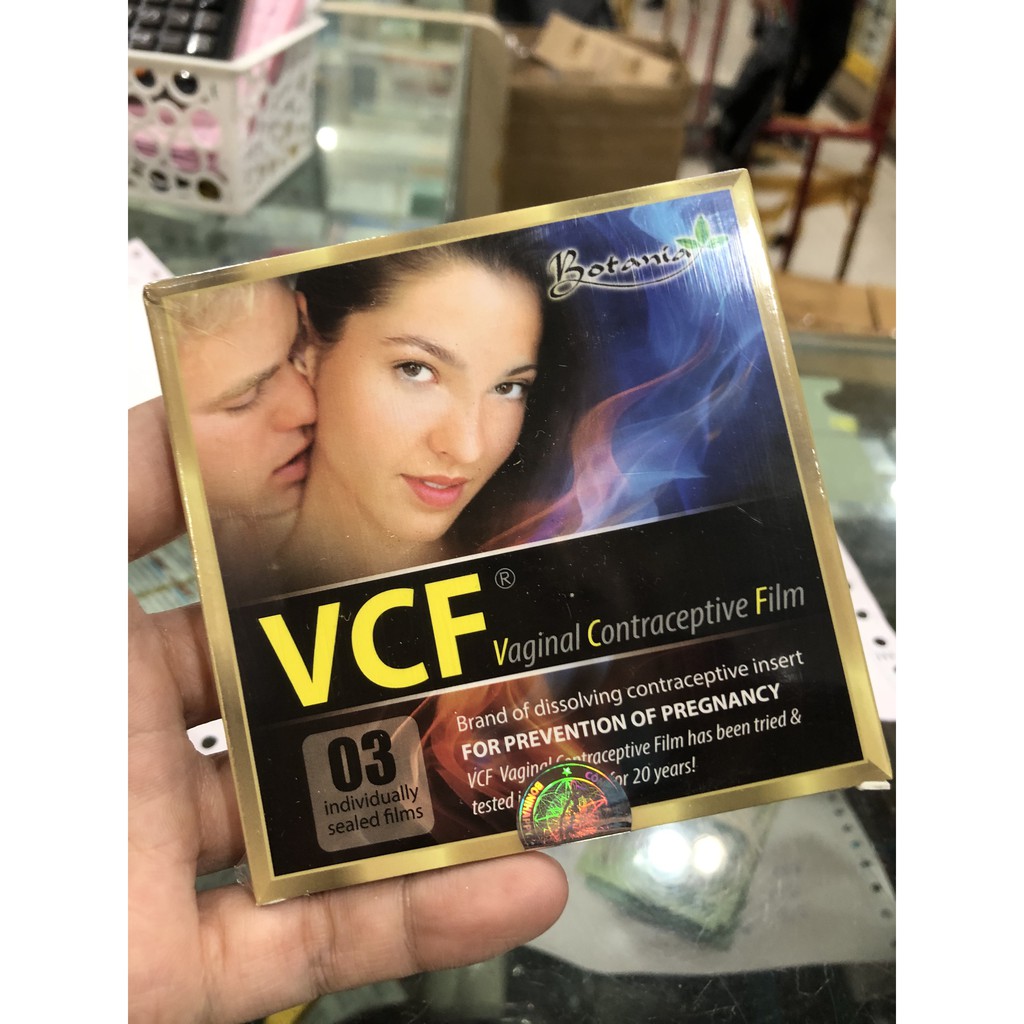 Botania
VCF®
Vaginal Contraceptive Film
03
individually
sealed films
Brand of dissolving contraceptive insert
FOR PREVENTION OF PREGNANCY
VCF Vaginal Contraceptive Film has been tried &
tested for 20 years!